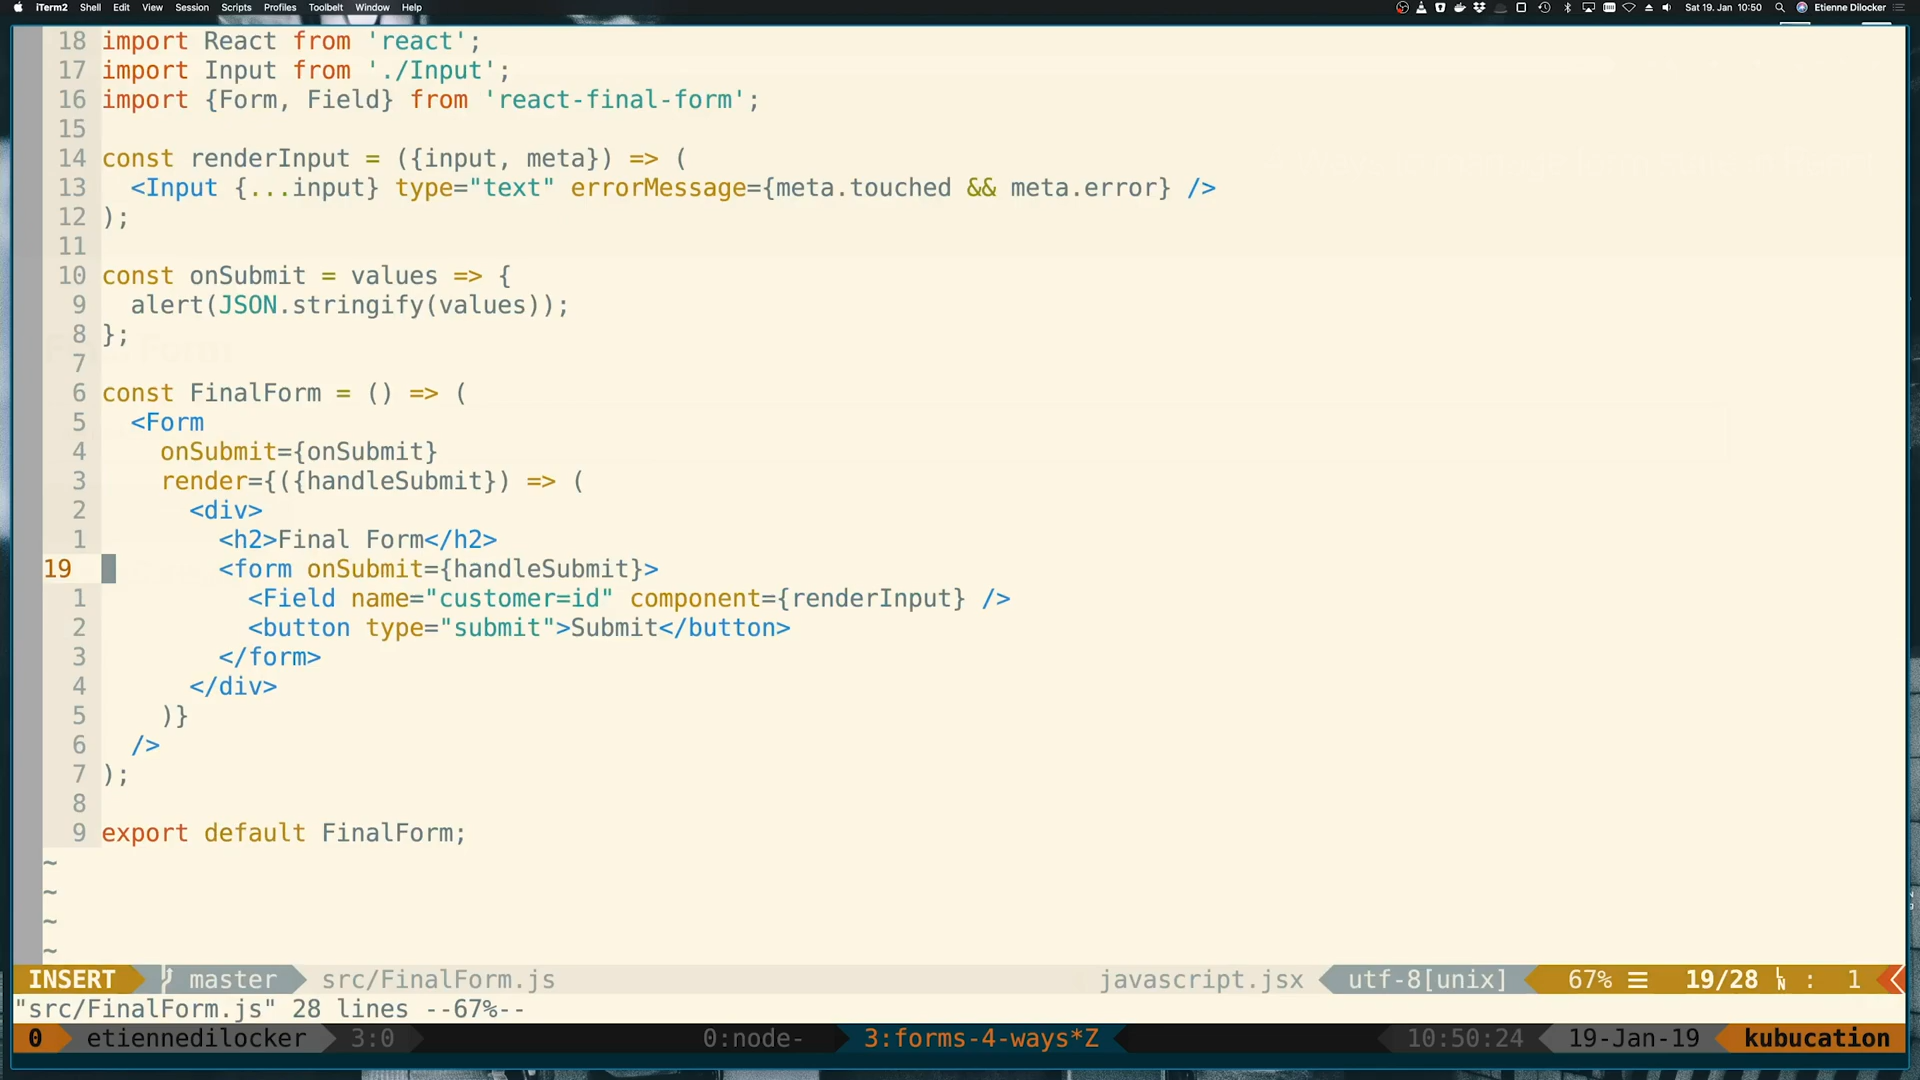 iTerm2 Shell Edit View Session Scripts Profiles Toolbelt Window Help Sat 19. Jan 10:50 Etienne Dilocker
18 import React from 'react';
17 import Input from './Input';
16 import {Form, Field} from 'react-final-form';
15
14 const renderInput = ({input, meta}) => (
13   <Input {...input} type="text" errorMessage={meta.touched && meta.error} />
12 );
11
10 const onSubmit = values => {
9   alert(JSON.stringify(values));
8 };
7
6 const FinalForm = () => (
5   <Form
4     onSubmit={onSubmit}
3     render={({handleSubmit}) => (
2       <div>
1         <h2>Final Form</h2>
19         <form onSubmit={handleSubmit}>
1           <Field name="customer=id" component={renderInput} />
2           <button type="submit">Submit</button>
3         </form>
4       </div>
5     )}
6   />
7 );
8
9 export default FinalForm;
~
~
~
~
INSERT master src/FinalForm.js javascript.jsx utf-8[unix] 67% ≡ 19/28 : 1
"src/FinalForm.js" 28 lines --67%--
0 etiennedilocker 3:0 0:node- 3:forms-4-ways*Z 10:50:24 19-Jan-19 kubucation